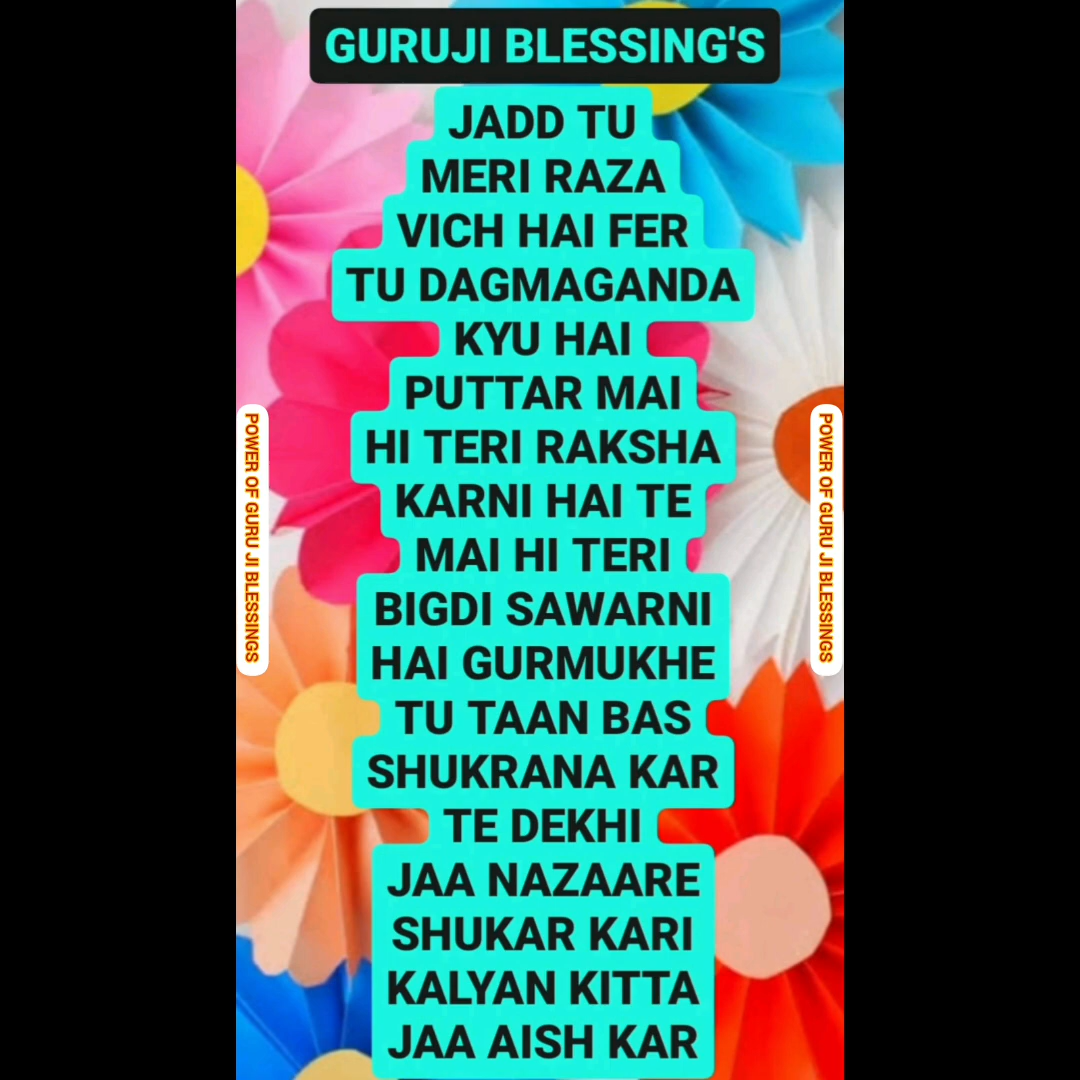 GURUJI BLESSING'S
JADD TU
MERI RAZA
VICH HAI FER
TU DAGMAGANDA
KYU HAI
PUTTAR MAI
HI TERI RAKSHA
KARNI HAI TE
MAI HI TERI
BIGDI SAWARNI
HAI GURMUKHE
TU TAAN BAS
SHUKRANA KAR
TE DEKHI
JAA NAZAARE
SHUKAR KARI
KALYAN KITTA
JAA AISH KAR
POWER OF GURU JI BLESSINGS
POWER OF GURU JI BLESSINGS